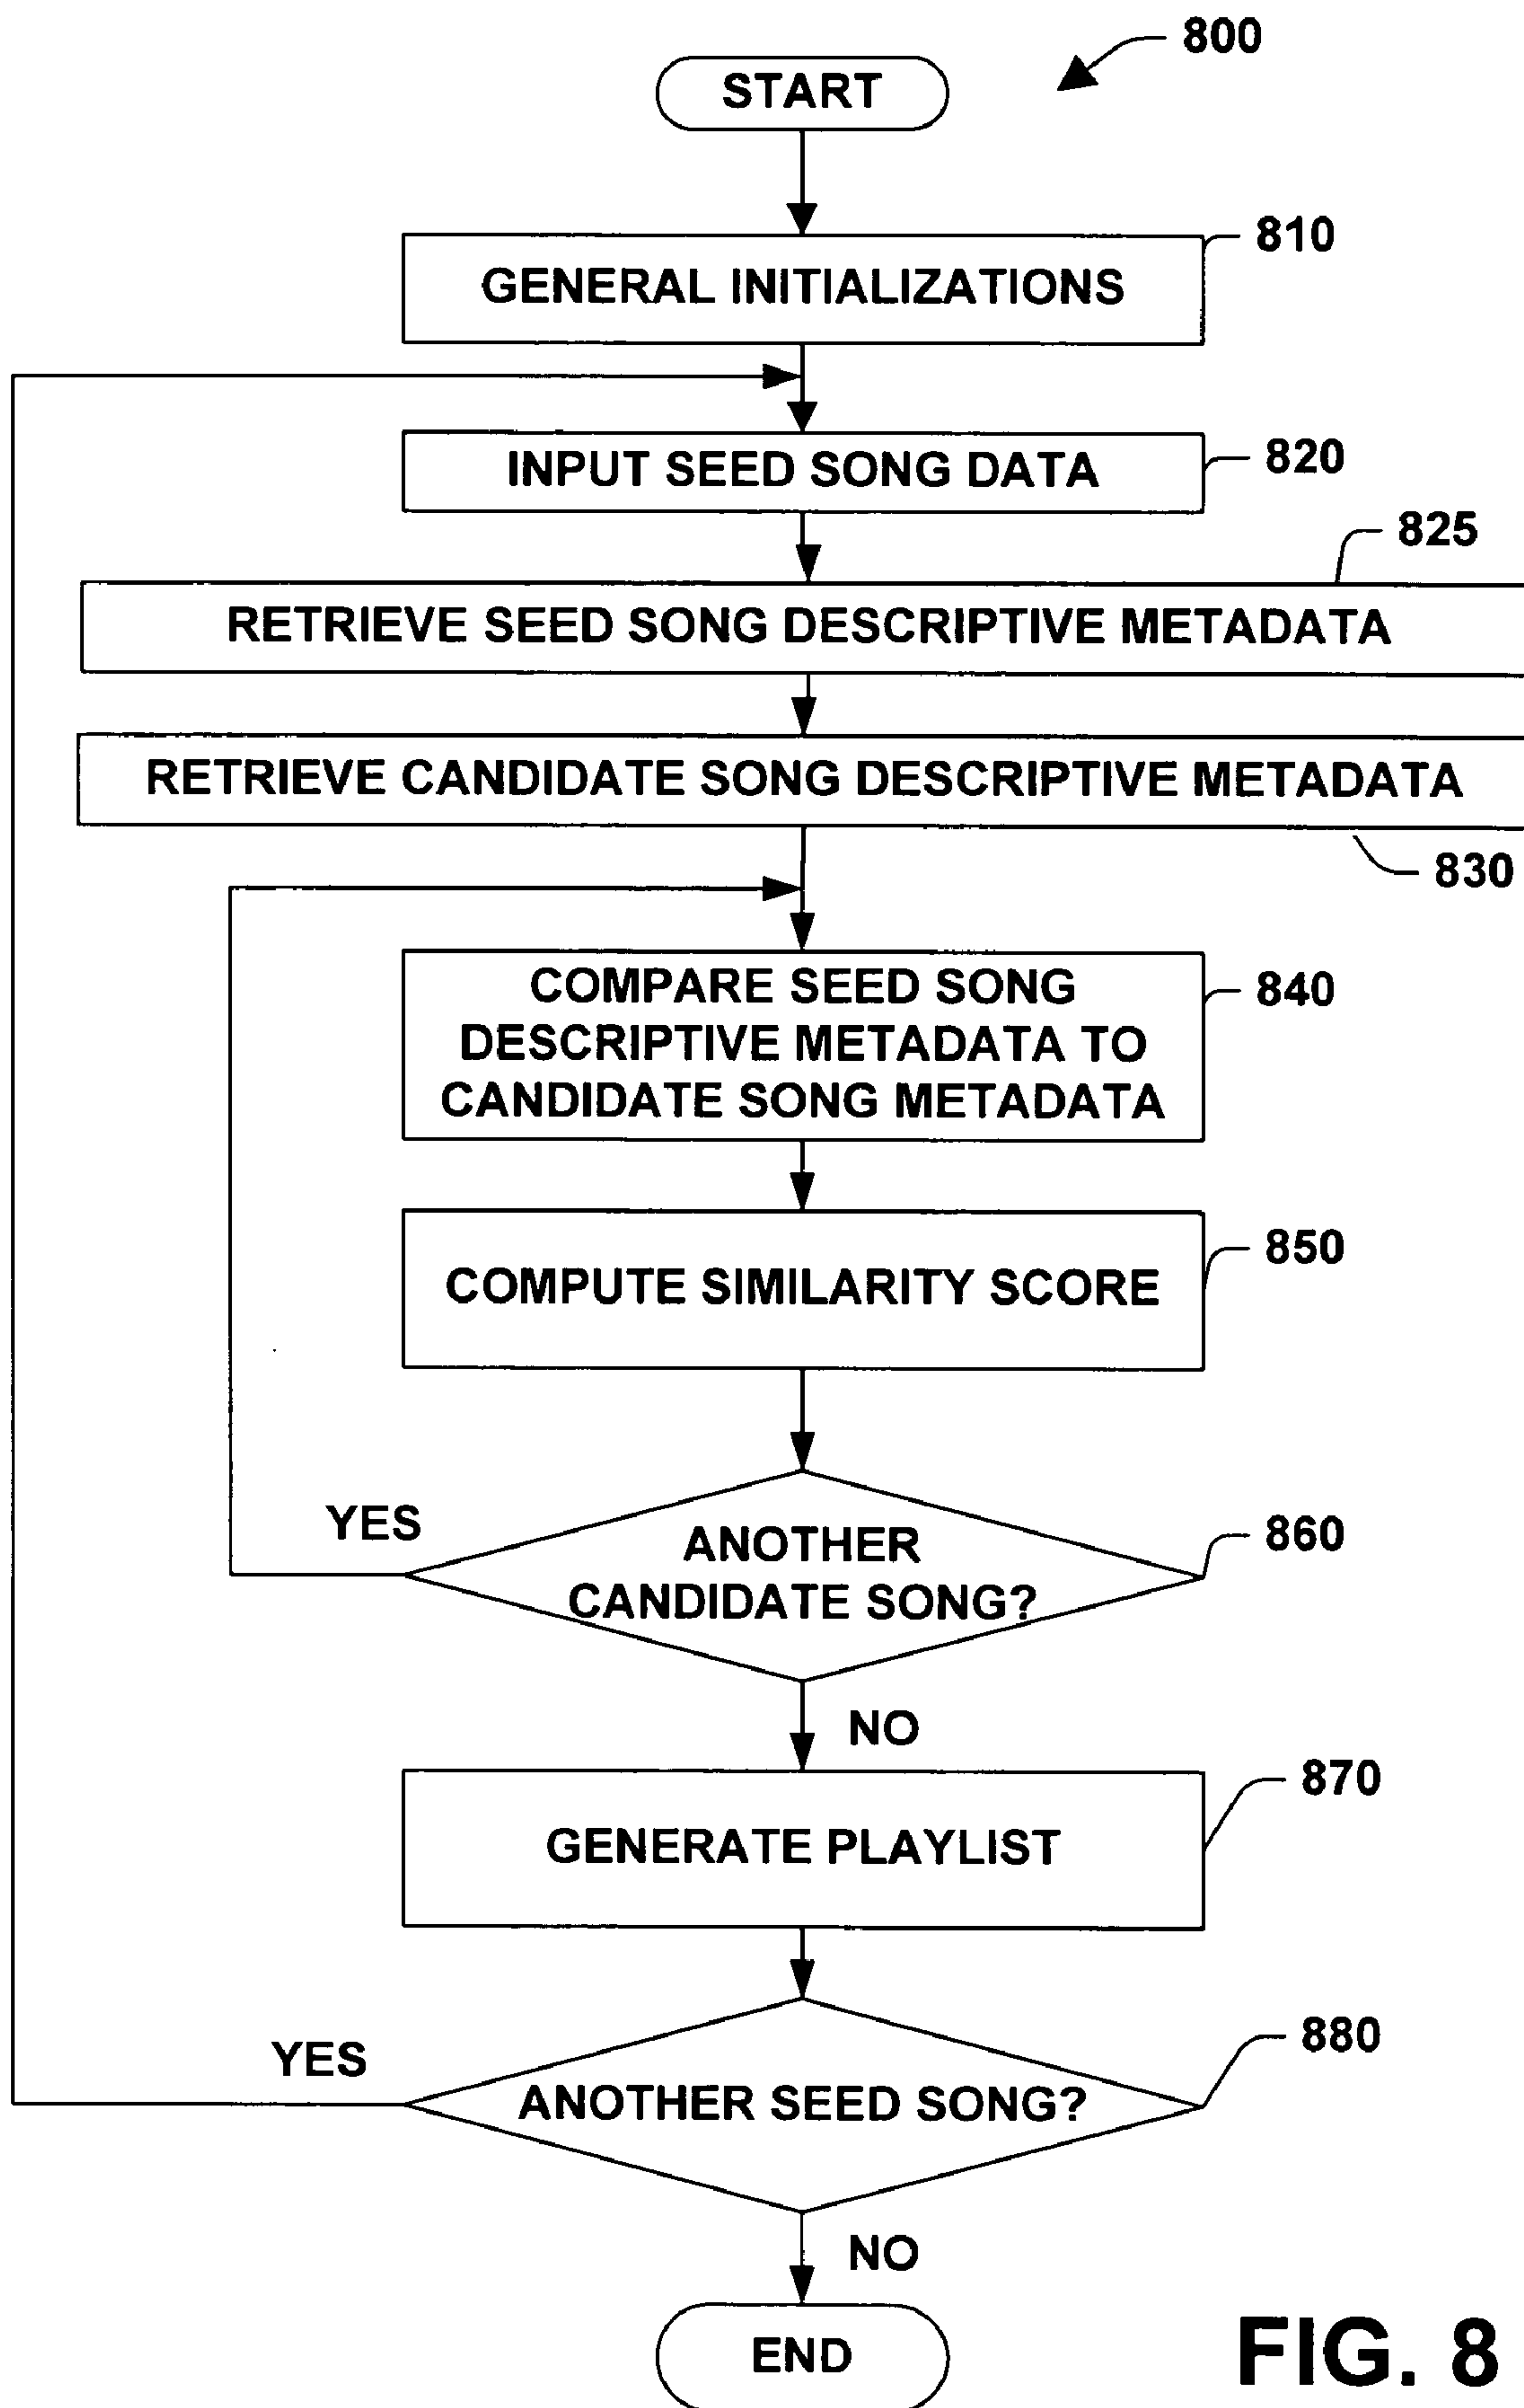 800
START
810
GENERAL INITIALIZATIONS
820
INPUT SEED SONG DATA
825
RETRIEVE SEED SONG DESCRIPTIVE METADATA
RETRIEVE CANDIDATE SONG DESCRIPTIVE METADATA
830
COMPARE SEED SONG
DESCRIPTIVE METADATA TO
CANDIDATE SONG METADATA
840
850
COMPUTE SIMILARITY SCORE
YES
ANOTHER
CANDIDATE SONG?
860
NO
870
GENERATE PLAYLIST
YES
ANOTHER SEED SONG?
880
NO
END
FIG. 8